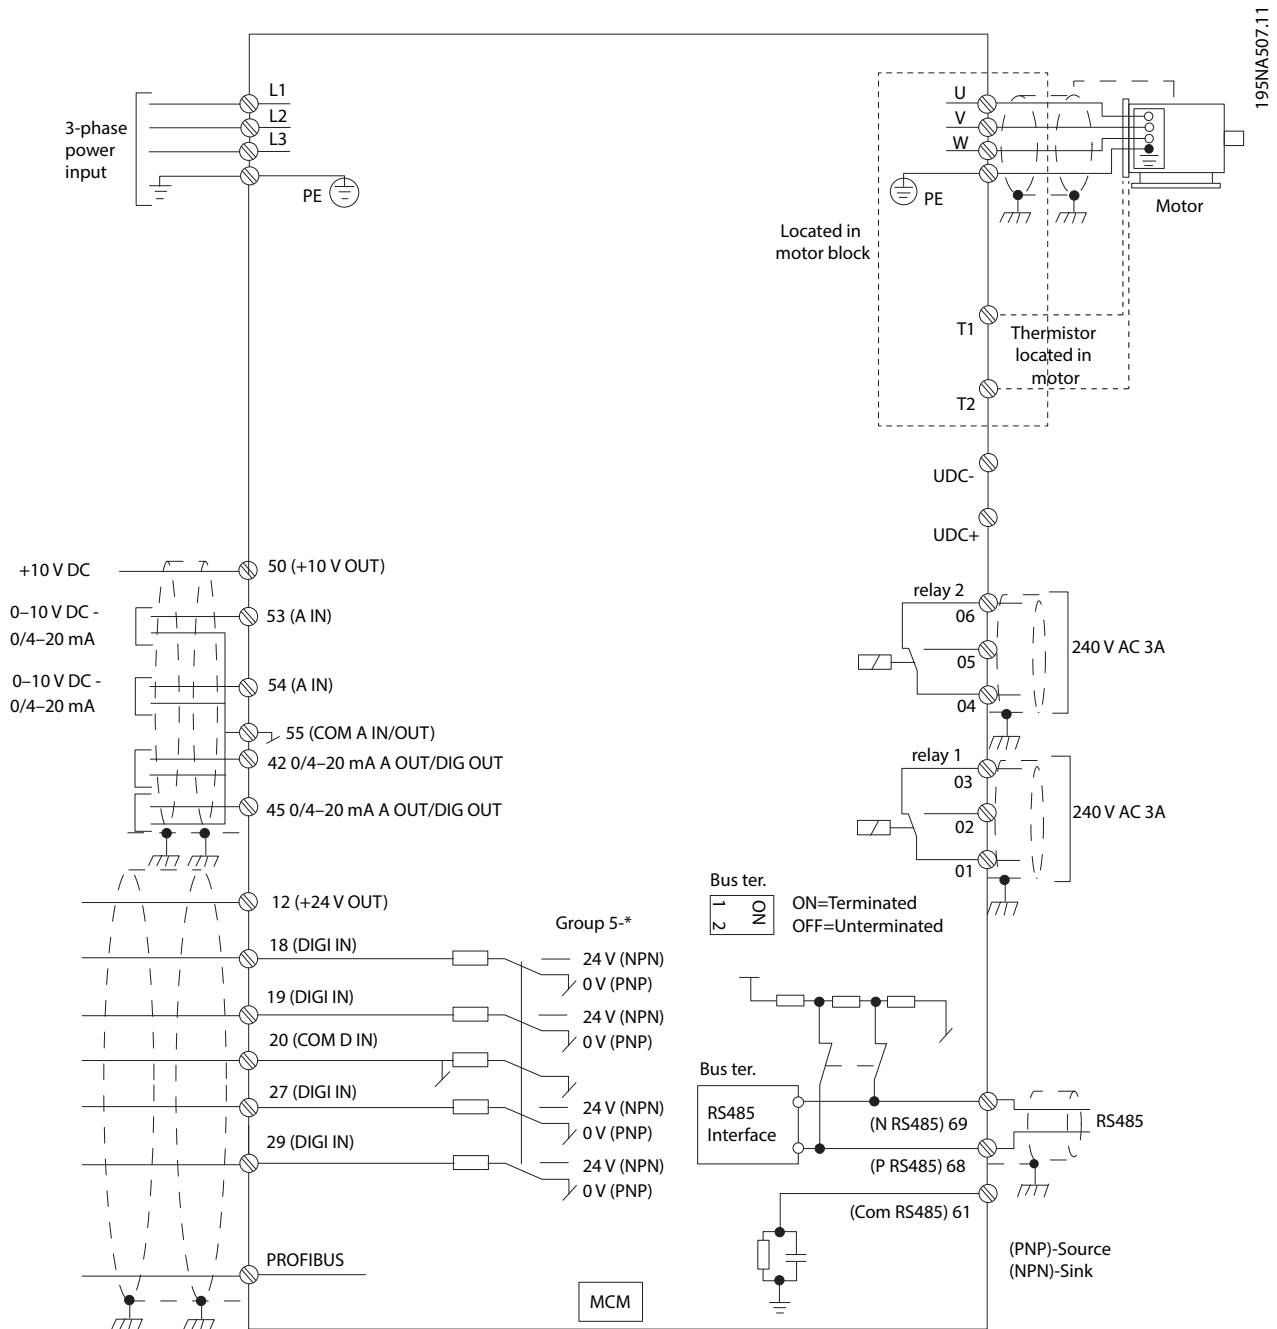 195NA507.11
3-phase
power
input
L1
L2
L3
PE
U
V
W
PE
Motor
Located in
motor block
T1
Thermistor
located in
motor
T2
UDC-
UDC+
+10 V DC
50 (+10 V OUT)
0–10 V DC -
0/4–20 mA
53 (A IN)
0–10 V DC -
0/4–20 mA
54 (A IN)
55 (COM A IN/OUT)
42 0/4–20 mA A OUT/DIG OUT
45 0/4–20 mA A OUT/DIG OUT
relay 2
06
05
04
240 V AC 3A
relay 1
03
02
01
240 V AC 3A
Bus ter.
1 2 ON
ON=Terminated
OFF=Unterminated
12 (+24 V OUT)
Group 5-*
18 (DIGI IN)
24 V (NPN)
0 V (PNP)
19 (DIGI IN)
24 V (NPN)
0 V (PNP)
20 (COM D IN)
27 (DIGI IN)
24 V (NPN)
0 V (PNP)
29 (DIGI IN)
24 V (NPN)
0 V (PNP)
PROFIBUS
MCM
Bus ter.
RS485
Interface
(N RS485) 69
RS485
(P RS485) 68
(Com RS485) 61
(PNP)-Source
(NPN)-Sink